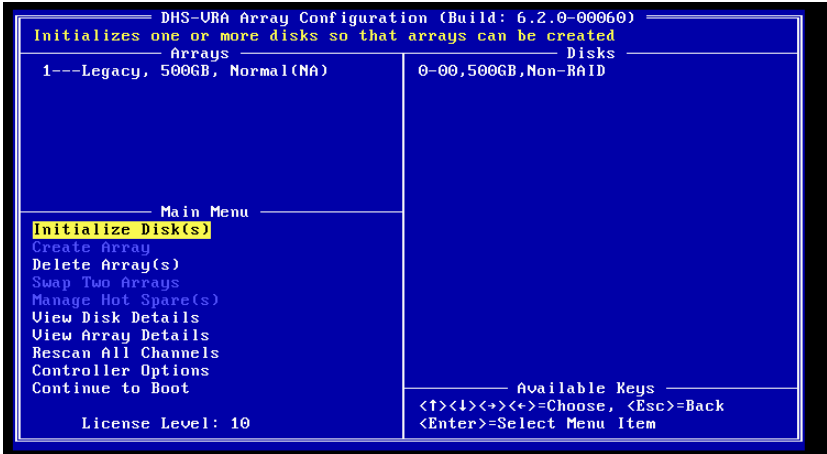 DHS-VRA Array Configuration (Build: 6.2.0-00060)
Initializes one or more disks so that arrays can be created
Arrays
1---Legacy, 500GB, Normal(NA)
Main Menu
Initialize Disk(s)
Create Array
Delete Array(s)
Swap Two Arrays
Manage Hot Spare(s)
View Disk Details
View Array Details
Rescan All Channels
Controller Options
Continue to Boot
License Level: 10
Disks
0-00,500GB,Non-RAID
Available Keys
<↑><↓><→><←>=Choose, <Esc>=Back
<Enter>=Select Menu Item